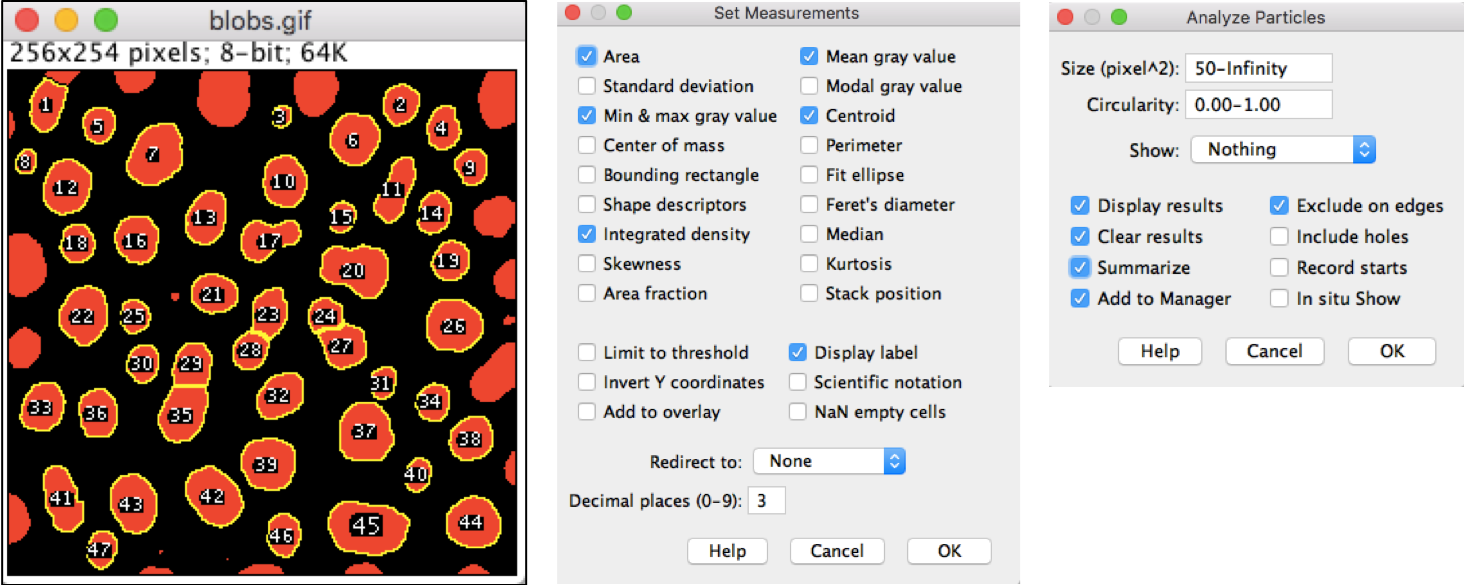 blobs.gif
256x254 pixels; 8-bit; 64K
1
2
3
4
5
6
7
8
9
10
11
12
13
14
15
16
17
18
19
20
21
22
23
24
25
26
27
28
29
30
31
32
33
34
35
36
37
38
39
40
41
42
43
44
45
46
47
Set Measurements
Area
Mean gray value
Standard deviation
Modal gray value
Min & max gray value
Centroid
Center of mass
Perimeter
Bounding rectangle
Fit ellipse
Shape descriptors
Feret's diameter
Integrated density
Median
Skewness
Kurtosis
Area fraction
Stack position
Limit to threshold
Display label
Invert Y coordinates
Scientific notation
Add to overlay
NaN empty cells
Redirect to: None
Decimal places (0-9): 3
Help
Cancel
OK
Analyze Particles
Size (pixel^2): 50-Infinity
Circularity: 0.00-1.00
Show: Nothing
Display results
Exclude on edges
Clear results
Include holes
Summarize
Record starts
Add to Manager
In situ Show
Help
Cancel
OK